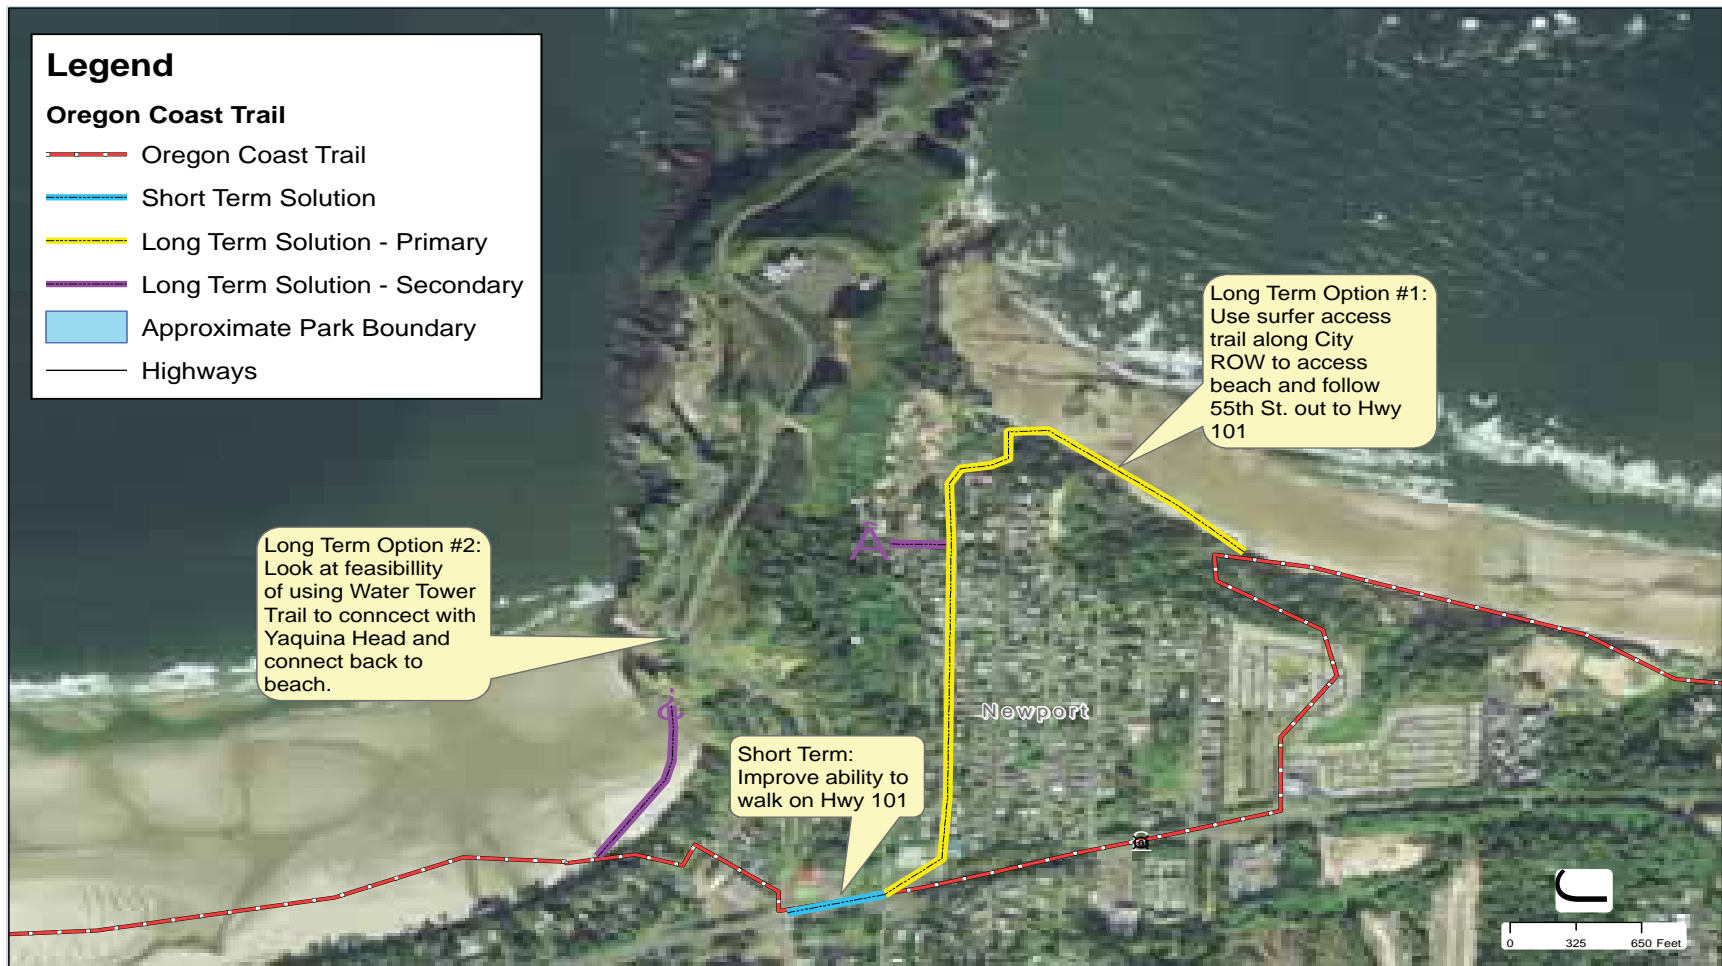 Legend
Oregon Coast Trail
Oregon Coast Trail
Short Term Solution
Long Term Solution - Primary
Long Term Solution - Secondary
Approximate Park Boundary
Highways
Long Term Option #1:
Use surfer access
trail along City
ROW to access
beach and follow
55th St. out to Hwy
101
Long Term Option #2:
Look at feasibillity
of using Water Tower
Trail to conncect with
Yaquina Head and
connect back to
beach.
Newport
Short Term:
Improve ability to
walk on Hwy 101
0 325 650 Feet